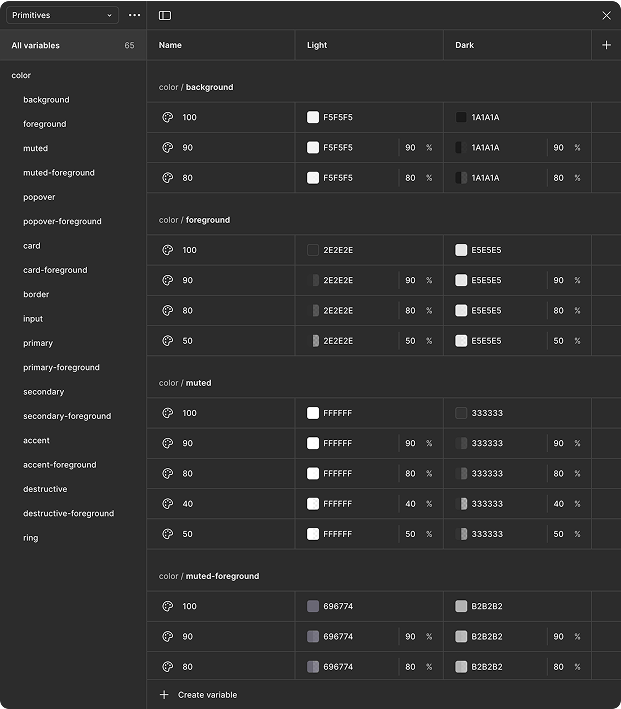 Primitives
All variables 65
color
background
foreground
muted
muted-foreground
popover
popover-foreground
card
card-foreground
border
input
primary
primary-foreground
secondary
secondary-foreground
accent
accent-foreground
destructive
destructive-foreground
ring
Name Light Dark
color / background
100 F5F5F5 1A1A1A
90 F5F5F5 90 % 1A1A1A 90 %
80 F5F5F5 80 % 1A1A1A 80 %
color / foreground
100 2E2E2E E5E5E5
90 2E2E2E 90 % E5E5E5 90 %
80 2E2E2E 80 % E5E5E5 80 %
50 2E2E2E 50 % E5E5E5 50 %
color / muted
100 FFFFFF 333333
90 FFFFFF 90 % 333333 90 %
80 FFFFFF 80 % 333333 80 %
40 FFFFFF 40 % 333333 40 %
50 FFFFFF 50 % 333333 50 %
color / muted-foreground
100 696774 B2B2B2
90 696774 90 % B2B2B2 90 %
80 696774 80 % B2B2B2 80 %
Create variable